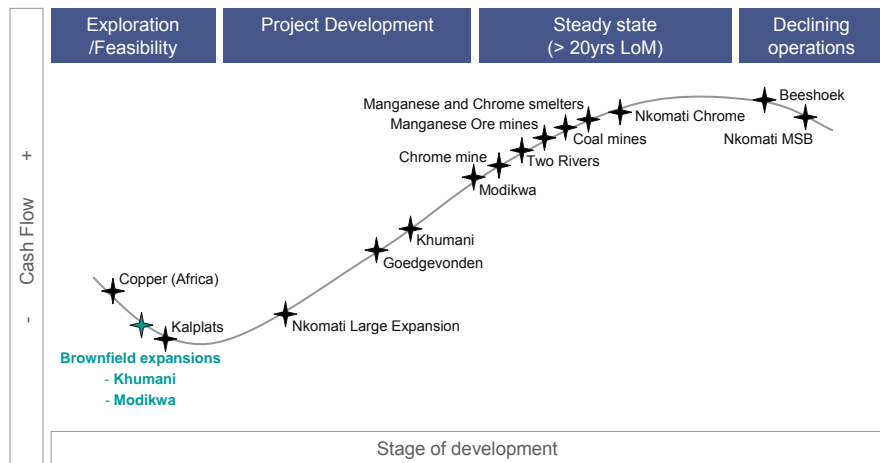 Exploration
/Feasibility
Project Development
Steady state
(> 20yrs LoM)
Declining
operations
Beeshoek
Manganese and Chrome smelters
Nkomati Chrome
Manganese Ore mines
Coal mines
Nkomati MSB
Chrome mine
Two Rivers
Modikwa
Khumani
Goedgevonden
Copper (Africa)
Kalplats
Nkomati Large Expansion
Brownfield expansions
- Khumani
- Modikwa
- Cash Flow +
Stage of development